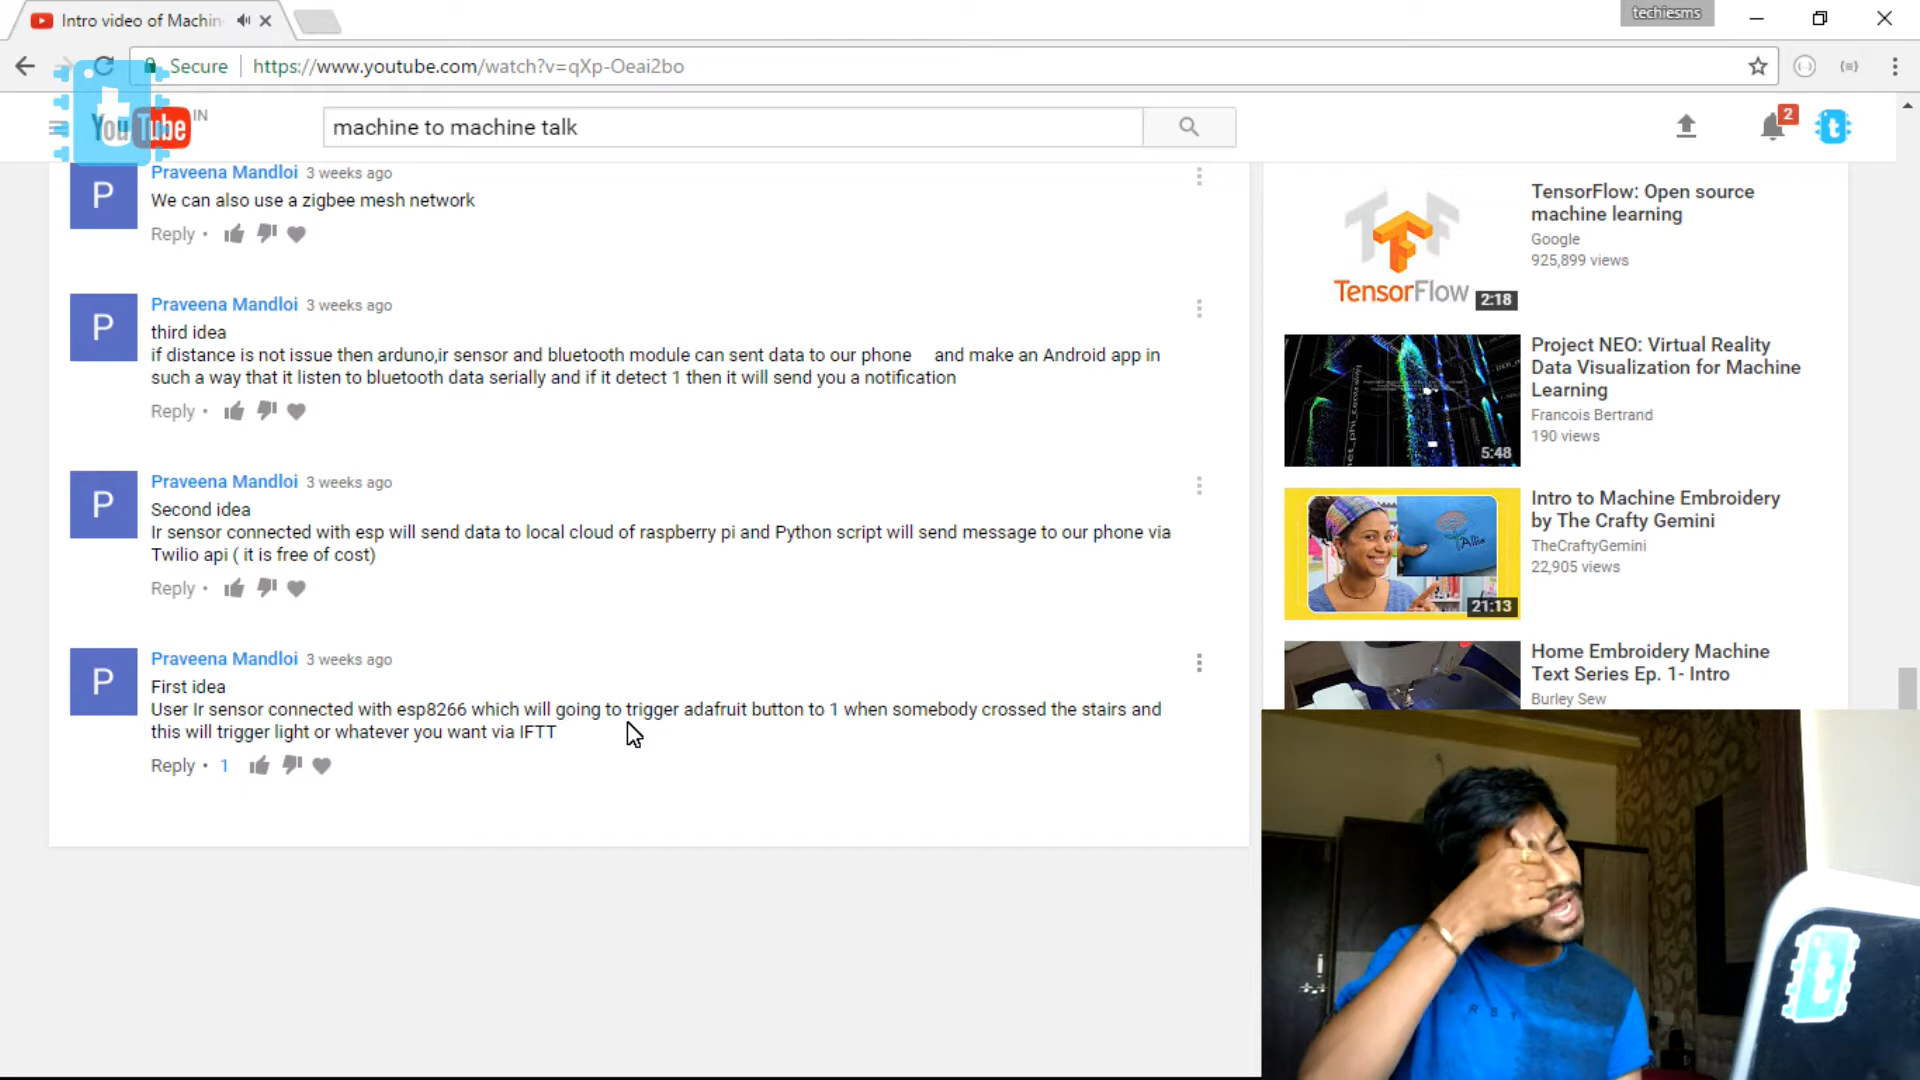 Intro video of Machin
techiesms
Secure
https://www.youtube.com/watch?v=qXp-Oeai2bo
YouTube IN
machine to machine talk
2
t
P
Praveena Mandloi 3 weeks ago
We can also use a zigbee mesh network
Reply •
P
Praveena Mandloi 3 weeks ago
third idea
if distance is not issue then arduno,ir sensor and bluetooth module can sent data to our phone and make an Android app in
such a way that it listen to bluetooth data serially and if it detect 1 then it will send you a notification
Reply •
P
Praveena Mandloi 3 weeks ago
Second idea
Ir sensor connected with esp will send data to local cloud of raspberry pi and Python script will send message to our phone via
Twilio api ( it is free of cost)
Reply •
P
Praveena Mandloi 3 weeks ago
First idea
User Ir sensor connected with esp8266 which will going to trigger adafruit button to 1 when somebody crossed the stairs and
this will trigger light or whatever you want via IFTT
Reply • 1
TensorFlow
2:18
TensorFlow: Open source
machine learning
Google
925,899 views
5:48
Project NEO: Virtual Reality
Data Visualization for Machine
Learning
Francois Bertrand
190 views
Allie
21:13
Intro to Machine Embroidery
by The Crafty Gemini
TheCraftyGemini
22,905 views
Home Embroidery Machine
Text Series Ep. 1- Intro
Burley Sew
R S T
t